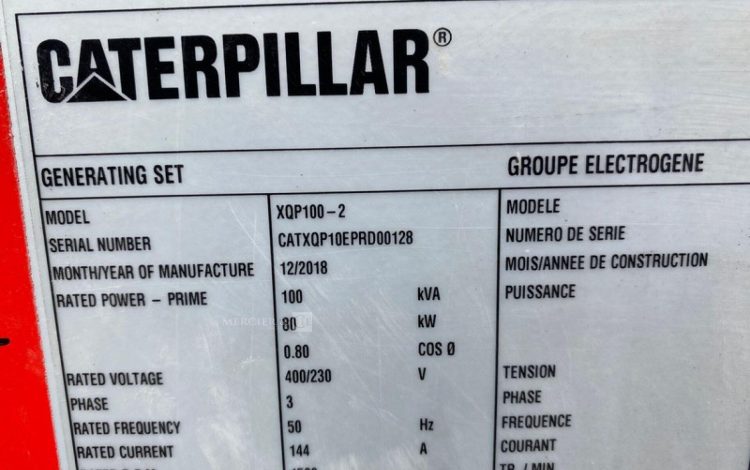 CATERPILLAR®
GENERATING SET GROUPE ELECTROGENE
MODEL XQP100-2 MODELE
SERIAL NUMBER CATXQP10EPRD00128 NUMERO DE SERIE
MONTH/YEAR OF MANUFACTURE 12/2018 MOIS/ANNEE DE CONSTRUCTION
RATED POWER - PRIME 100 kVA PUISSANCE
80 kW
0.80 COS Ø
RATED VOLTAGE 400/230 V TENSION
PHASE 3 PHASE
RATED FREQUENCY 50 Hz FREQUENCE
RATED CURRENT 144 A COURANT